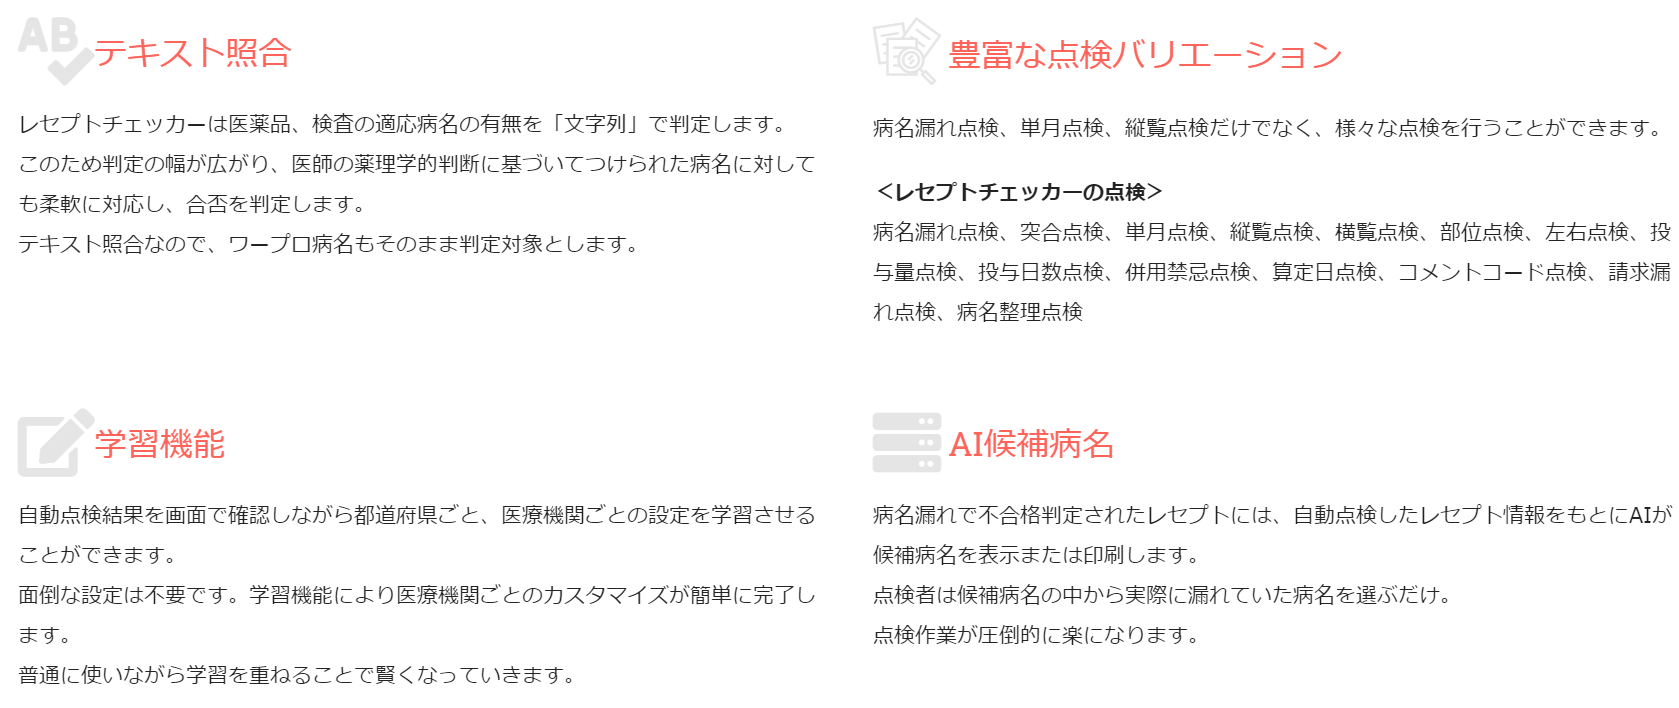 AB
テキスト照合
レセプトチェッカーは医薬品、検査の適応病名の有無を「文字列」で判定します。
このため判定の幅が広がり、医師の薬理学的判断に基づいてつけられた病名に対して
も柔軟に対応し、合否を判定します。
テキスト照合なので、ワープロ病名もそのまま判定対象とします。
豊富な点検バリエーション
病名漏れ点検、単月点検、縦覧点検だけでなく、様々な点検を行うことができます。
＜レセプトチェッカーの点検＞
病名漏れ点検、突合点検、単月点検、縦覧点検、横覧点検、部位点検、左右点検、投
与量点検、投与日数点検、併用禁忌点検、算定日点検、コメントコード点検、請求漏
れ点検、病名整理点検
学習機能
自動点検結果を画面で確認しながら都道府県ごと、医療機関ごとの設定を学習させる
ことができます。
面倒な設定は不要です。学習機能により医療機関ごとのカスタマイズが簡単に完了し
ます。
普通に使いながら学習を重ねることで賢くなっていきます。
AI候補病名
病名漏れで不合格判定されたレセプトには、自動点検したレセプト情報をもとにAIが
候補病名を表示または印刷します。
点検者は候補病名の中から実際に漏れていた病名を選ぶだけ。
点検作業が圧倒的に楽になります。